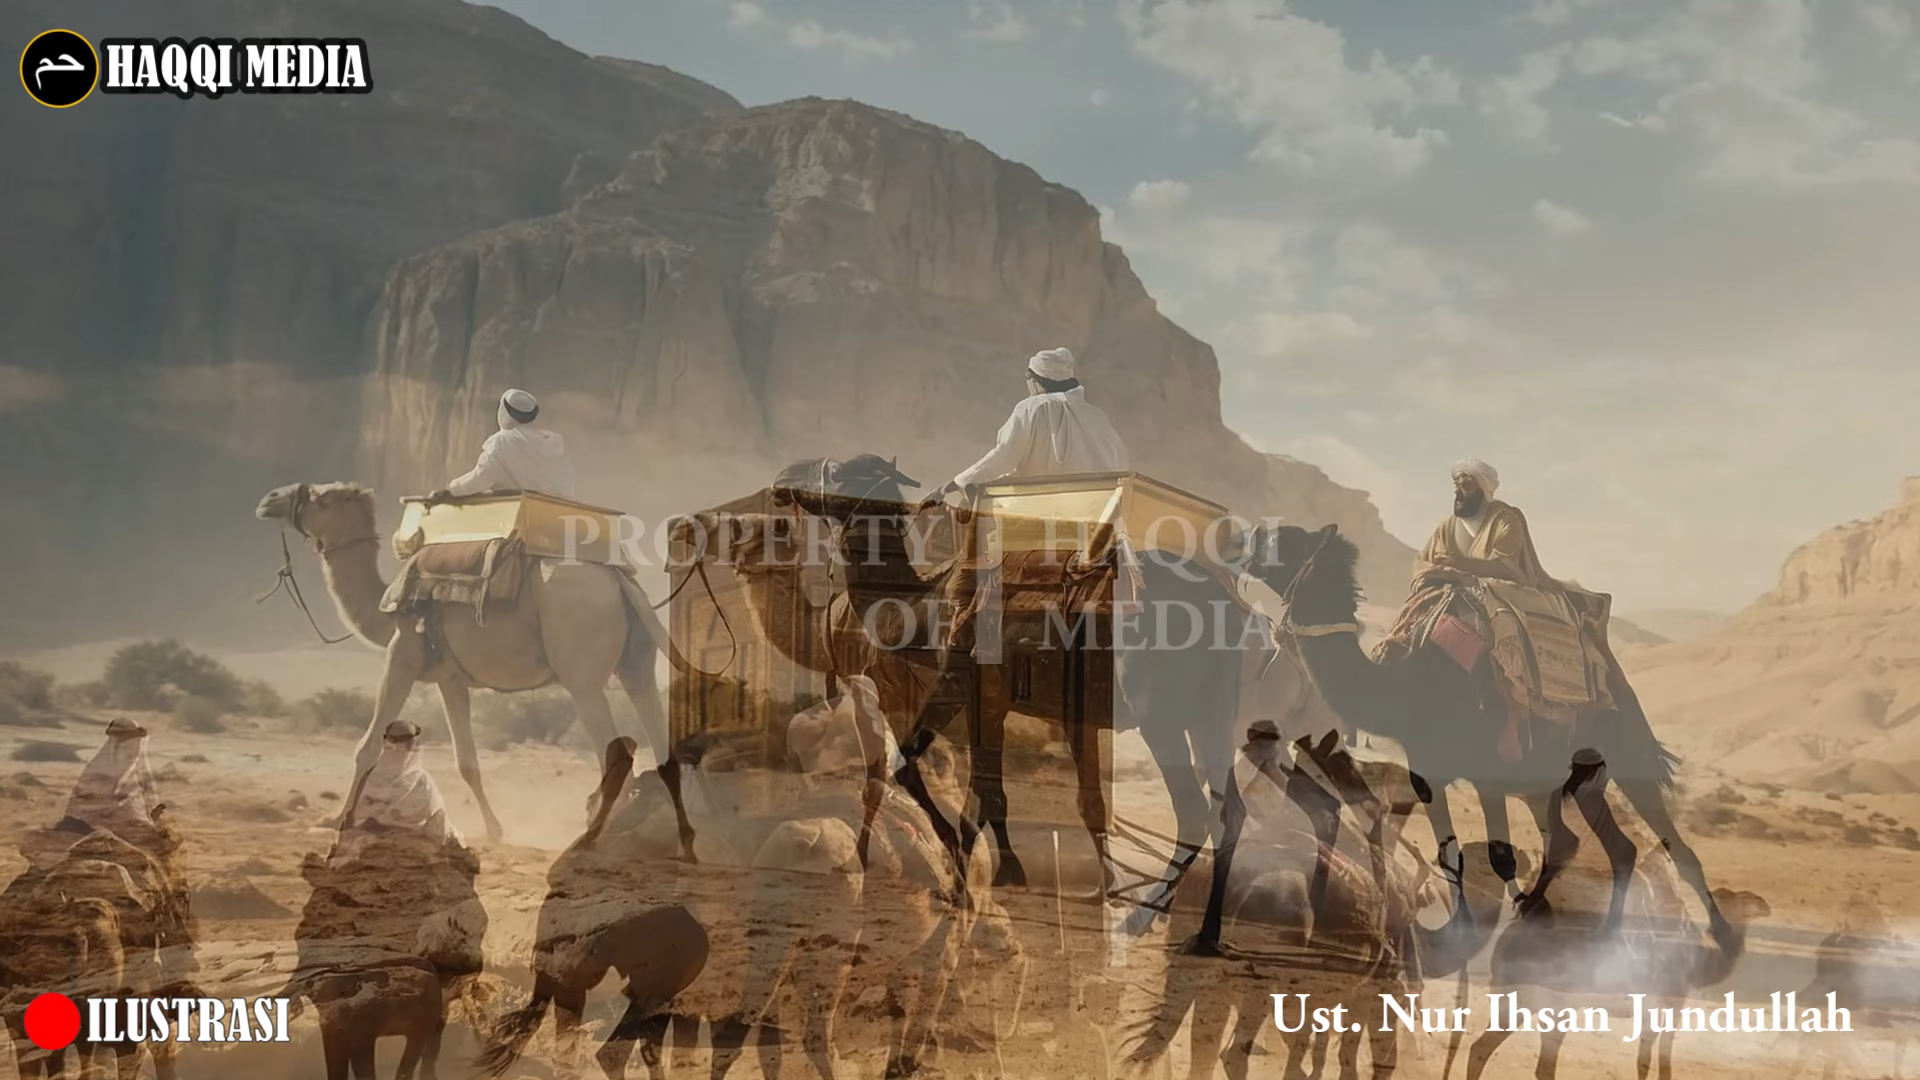 حم HAQQI MEDIA
PROPERTY | HAQQI
OF | MEDIA
ILUSTRASI
Ust. Nur Ihsan Jundullah